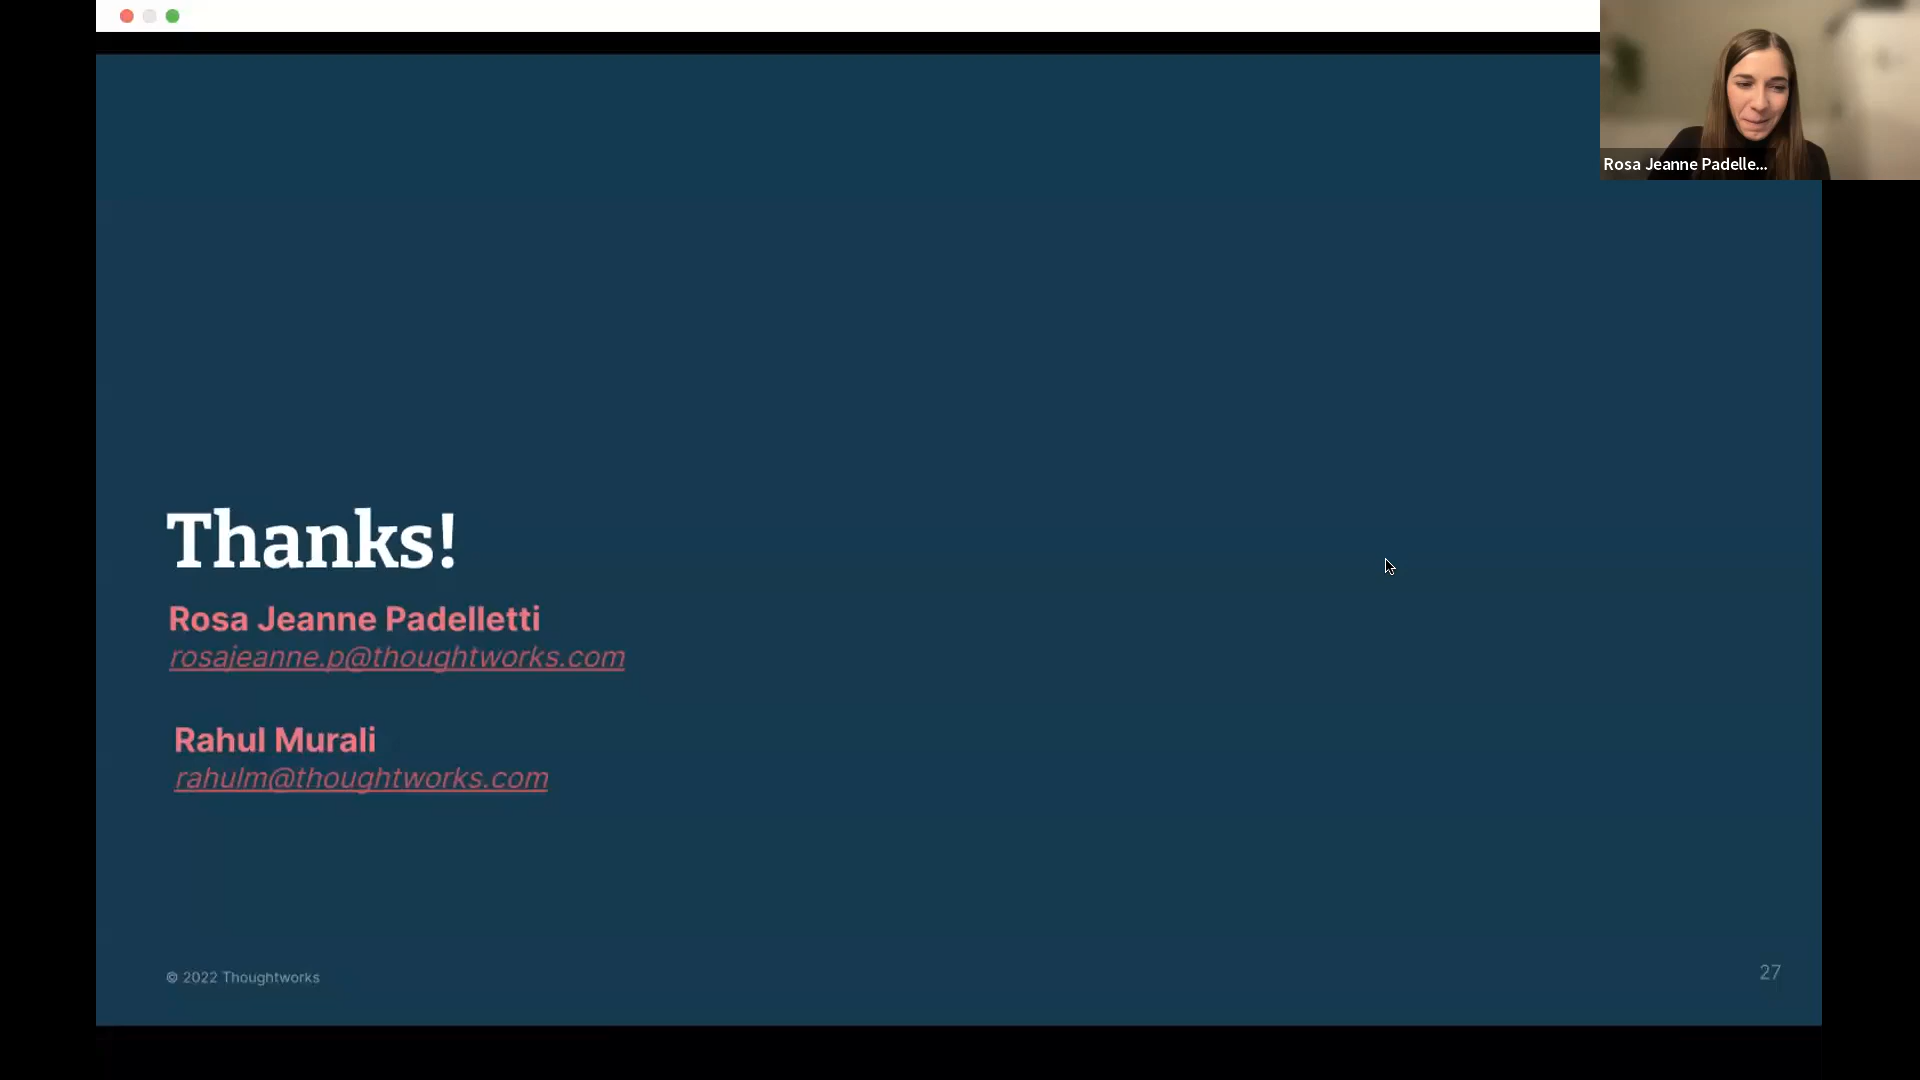 Rosa Jeanne Padelle...
Thanks!
Rosa Jeanne Padelletti
rosajeanne.p@thoughtworks.com
Rahul Murali
rahulm@thoughtworks.com
© 2022 Thoughtworks
27